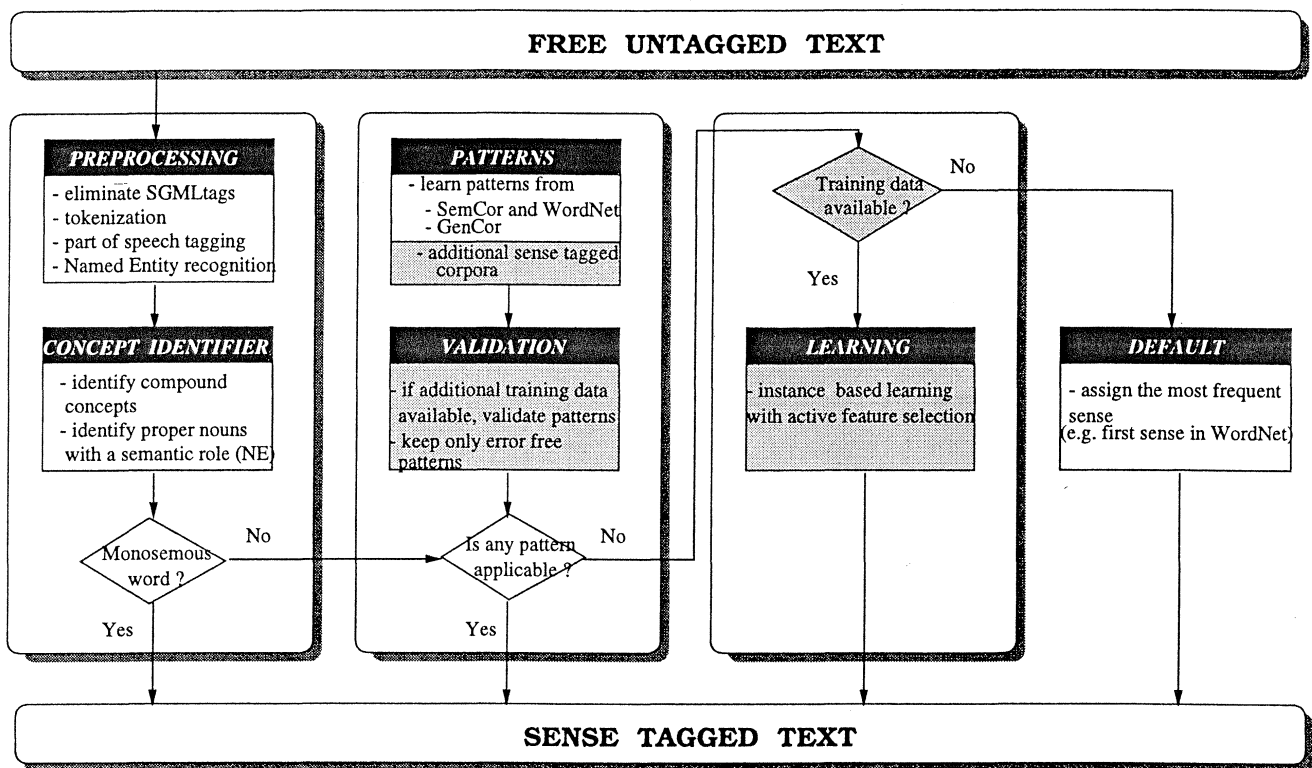 FREE UNTAGGED TEXT
PREPROCESSING
- eliminate SGMLtags
- tokenization
- part of speech tagging
- Named Entity recognition
CONCEPT IDENTIFIER
- identify compound
concepts
- identify proper nouns
with a semantic role (NE)
Monosemous
word ?
No
Yes
PATTERNS
- learn patterns from
- SemCor and WordNet
- GenCor
- additional sense tagged
corpora
VALIDATION
- if additional training data
available, validate patterns
- keep only error free
patterns
Is any pattern
applicable ?
No
Yes
Training data
available ?
No
Yes
LEARNING
- instance based learning
with active feature selection
DEFAULT
- assign the most frequent
sense
(e.g. first sense in WordNet)
SENSE TAGGED TEXT